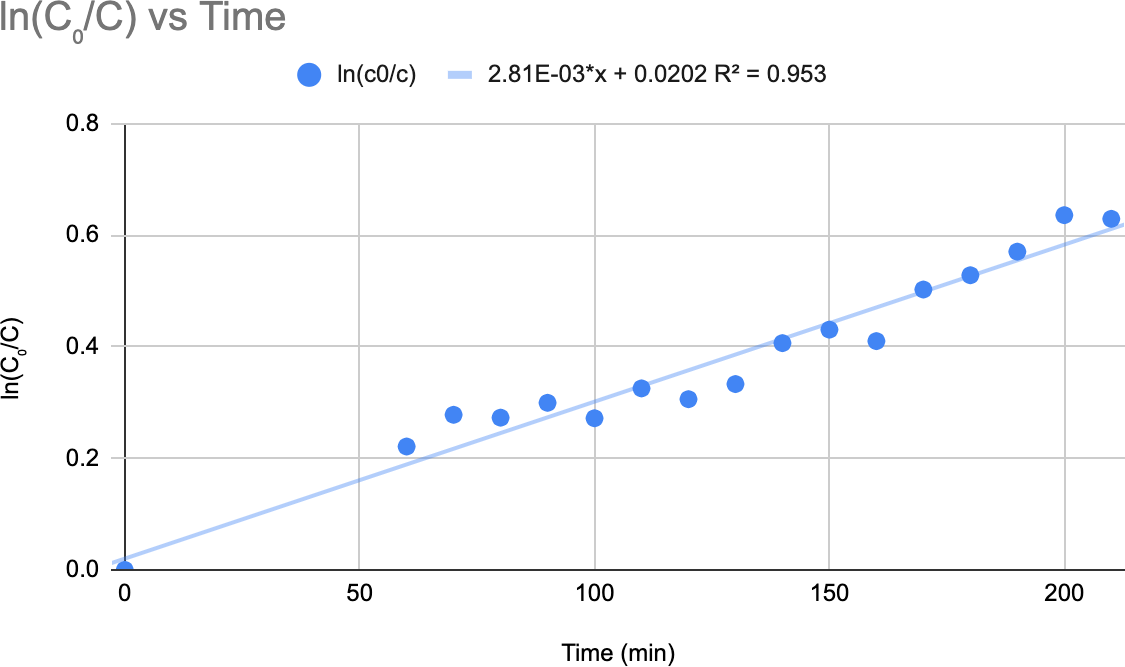 ln(C₀/C) vs Time
ln(c0/c) 2.81E-03*x + 0.0202 R² = 0.953
0.8
0.6
0.4
0.2
0.0
ln(C₀/C)
0 50 100 150 200
Time (min)